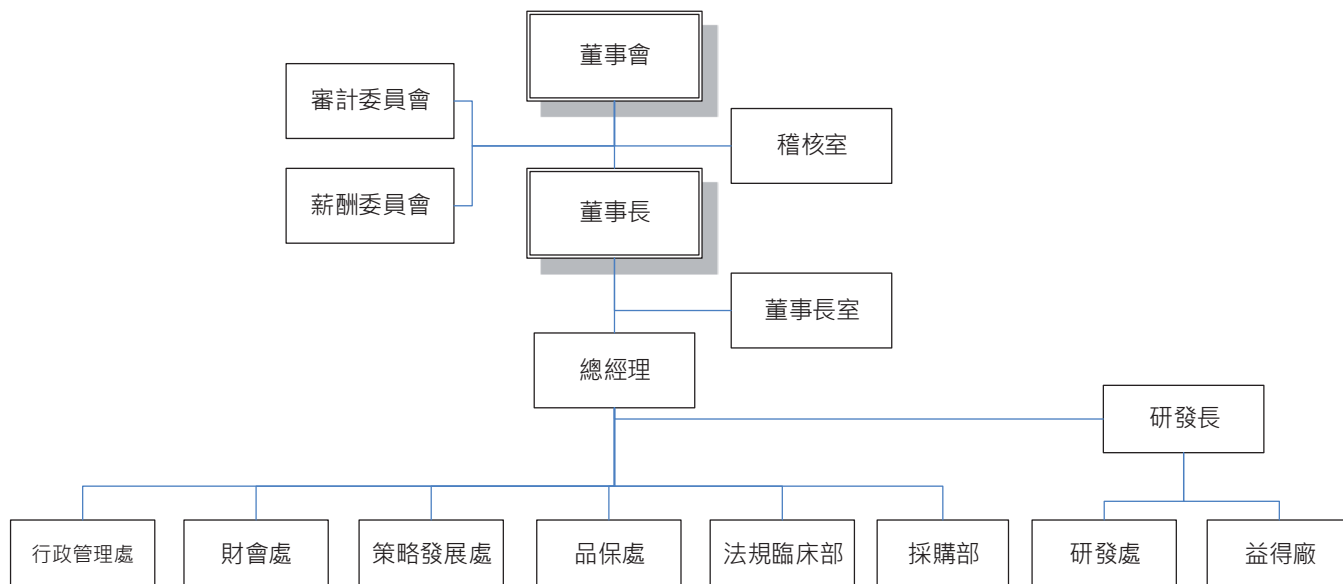 董事會
審計委員會
稽核室
薪酬委員會
董事長
董事長室
總經理
研發長
行政管理處
財會處
策略發展處
品保處
法規臨床部
採購部
研發處
益得廠